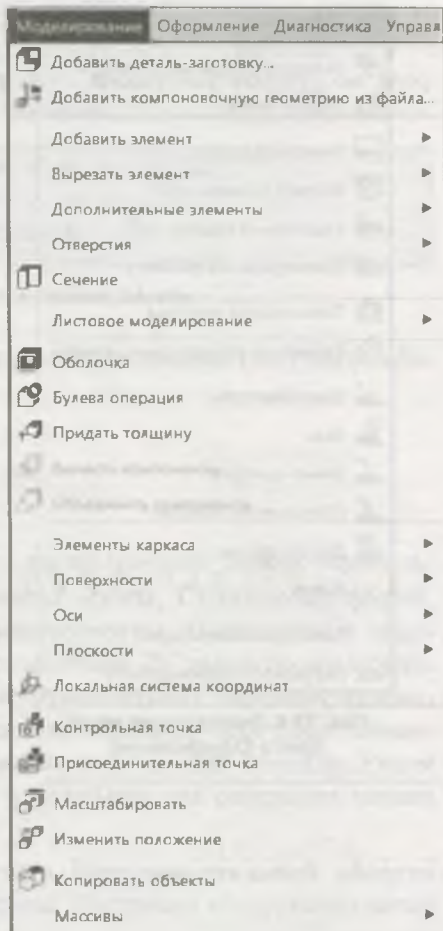 Моделирование Оформление Диагностика Управл
Добавить деталь-заготовку...
Добавить компоновочную геометрию из файла...
Добавить элемент
Вырезать элемент
Дополнительные элементы
Отверстия
Сечение
Листовое моделирование
Оболочка
Булева операция
Придать толщину
Элементы каркаса
Поверхности
Оси
Плоскости
Локальная система координат
Контрольная точка
Присоединительная точка
Масштабировать
Изменить положение
Копировать объекты
Массивы